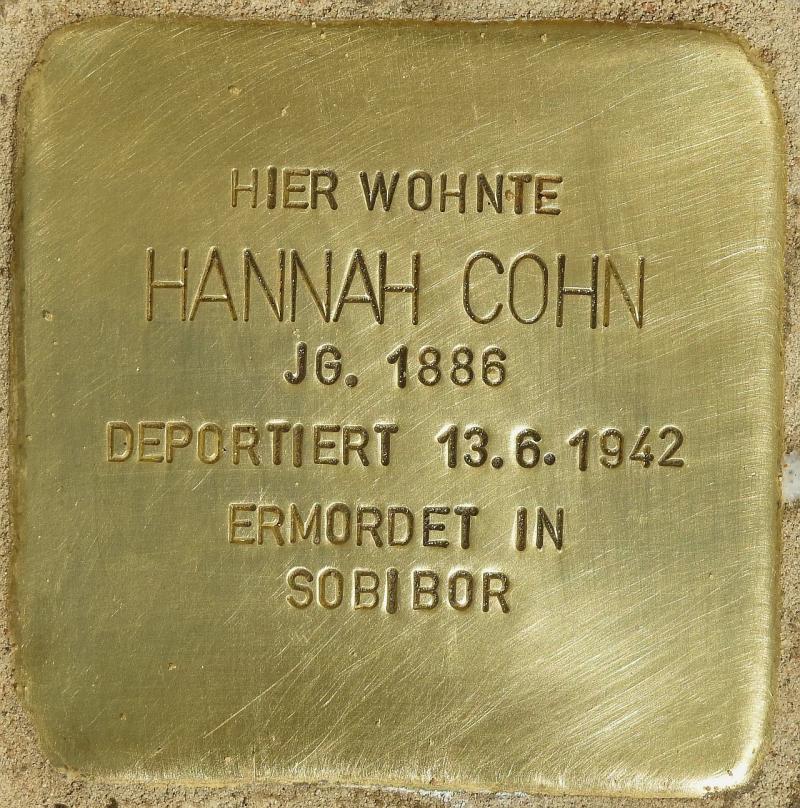 HIER WOHNTE
HANNAH COHN
JG. 1886
DEPORTIERT 13.6.1942
ERMORDET IN
SOBIBOR